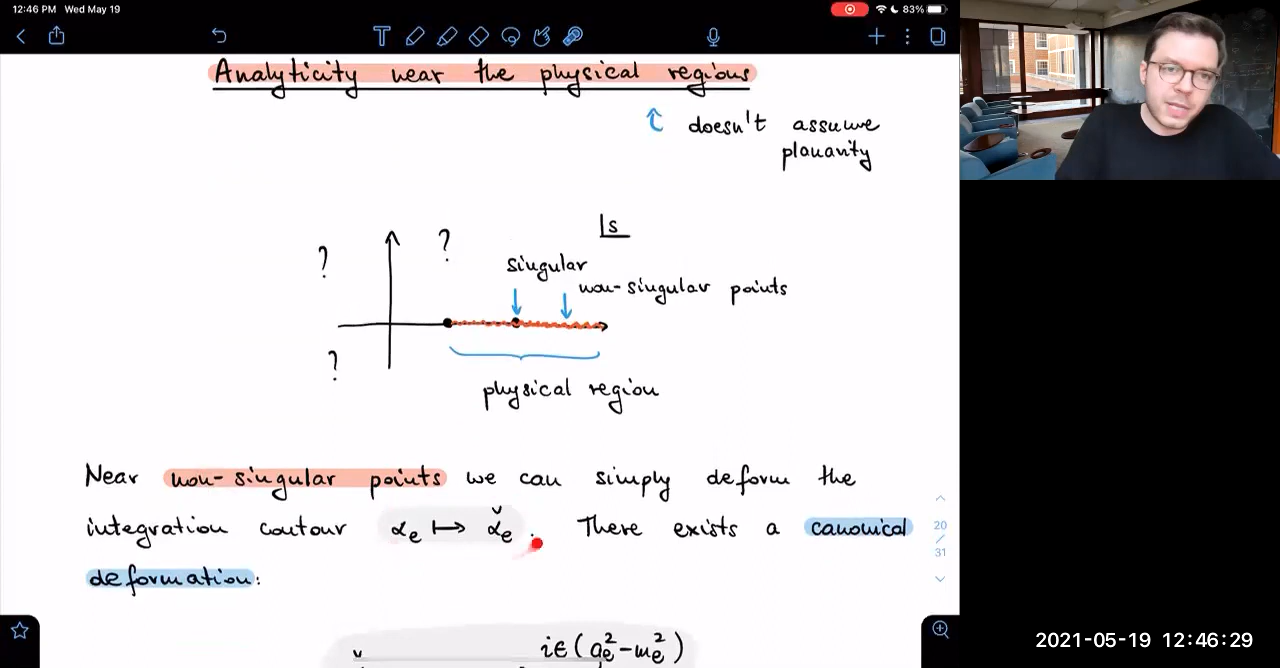 12:46 PM Wed May 19
83%
Analyticity near the physical regions
doesn't assume
planarity
s
? ?
singular
non-singular points
?
physical region
Near non-singular points we can simply deform the
integration contour αₑ ↦ α̌ₑ. There exists a canonical
deformation:
20
/
31
iε(qₑ² − mₑ²)
2021-05-19 12:46:29